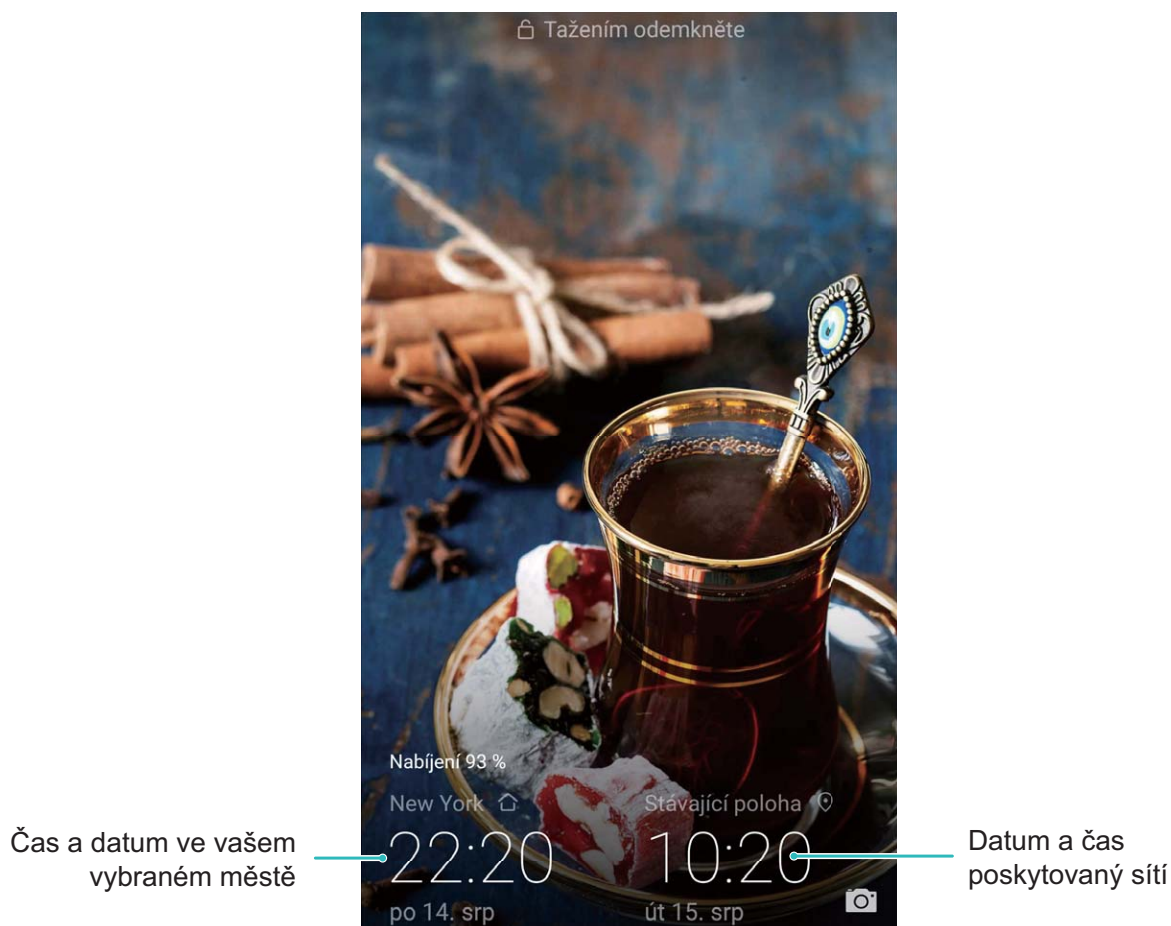 Tažením odemkněte
Nabíjení 93 %
New York
Stávající poloha
22:20
10:20
po 14. srp
út 15. srp
Čas a datum ve vašem
vybraném městě
Datum a čas
poskytovaný sítí